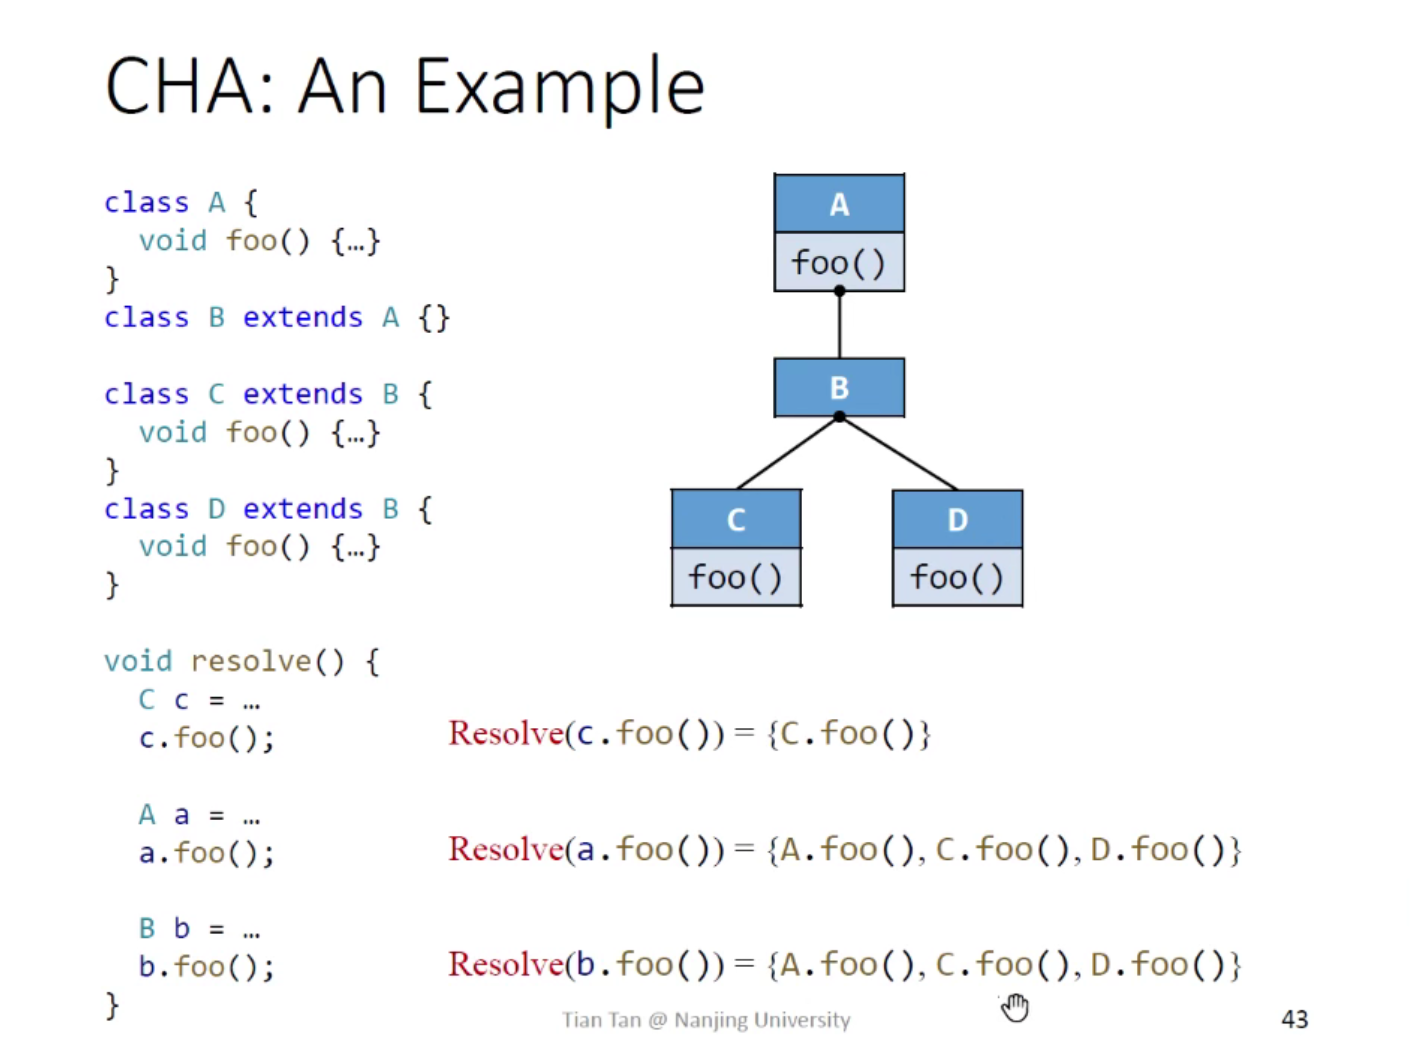 CHA: An Example
class A {
void foo() {…}
}
class B extends A {}
class C extends B {
void foo() {…}
}
class D extends B {
void foo() {…}
}
A
foo()
B
C
foo()
D
foo()
void resolve() {
C c = …
c.foo();
Resolve(c.foo()) = {C.foo()}
A a = …
a.foo();
Resolve(a.foo()) = {A.foo(), C.foo(), D.foo()}
B b = …
b.foo();
Resolve(b.foo()) = {A.foo(), C.foo(), D.foo()}
}
Tian Tan @ Nanjing University
43